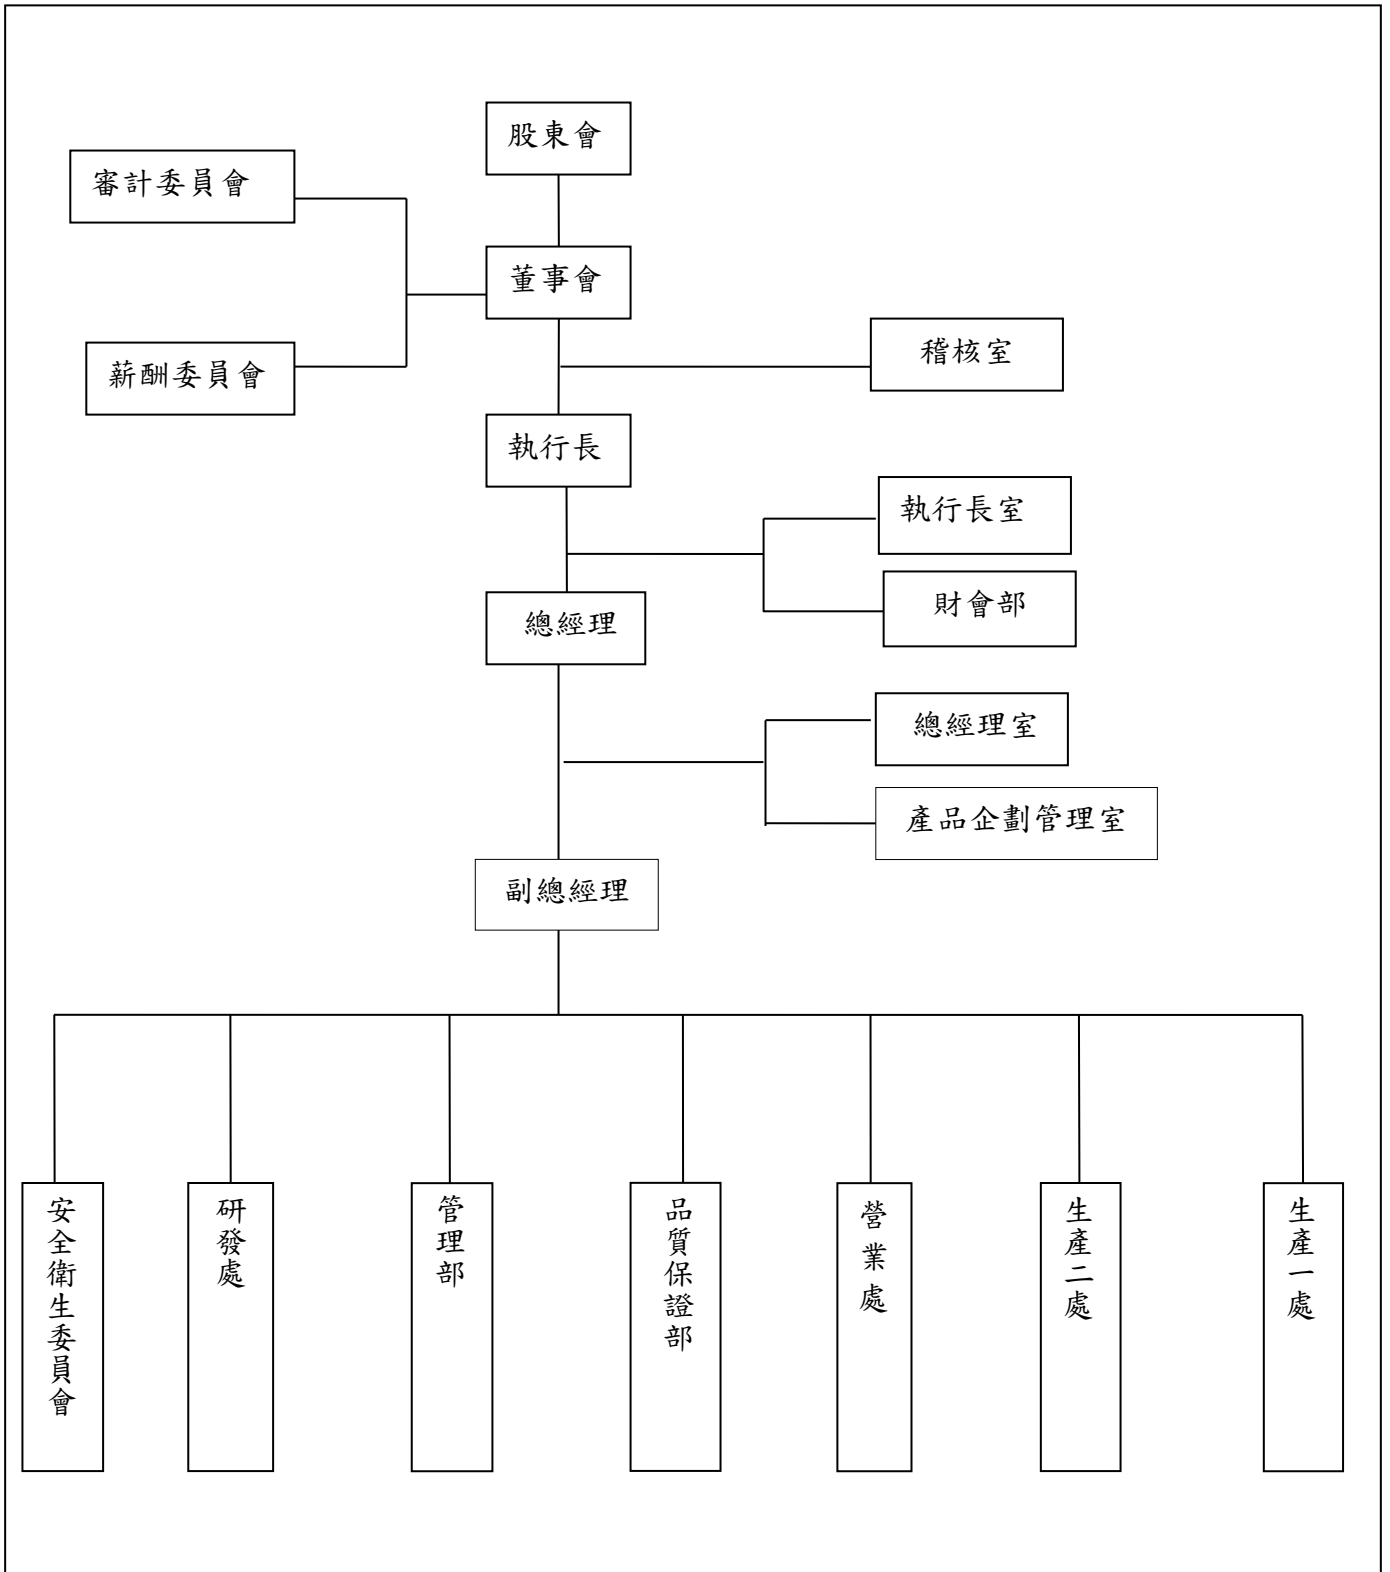 股東會
審計委員會
董事會
稽核室
薪酬委員會
執行長
執行長室
財會部
總經理
總經理室
產品企劃管理室
副總經理
安全衛生委員會
研發處
管理部
品質保證部
營業處
生產二處
生產一處